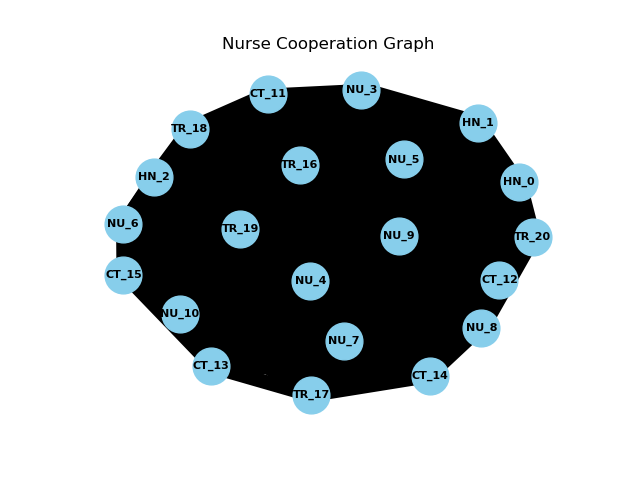 Nurse Cooperation Graph
NU_3
CT_11
HN_1
TR_18
NU_5
TR_16
HN_2
HN_0
NU_6
TR_19
NU_9
TR_20
CT_15
CT_12
NU_4
NU_10
NU_8
NU_7
CT_13
CT_14
TR_17